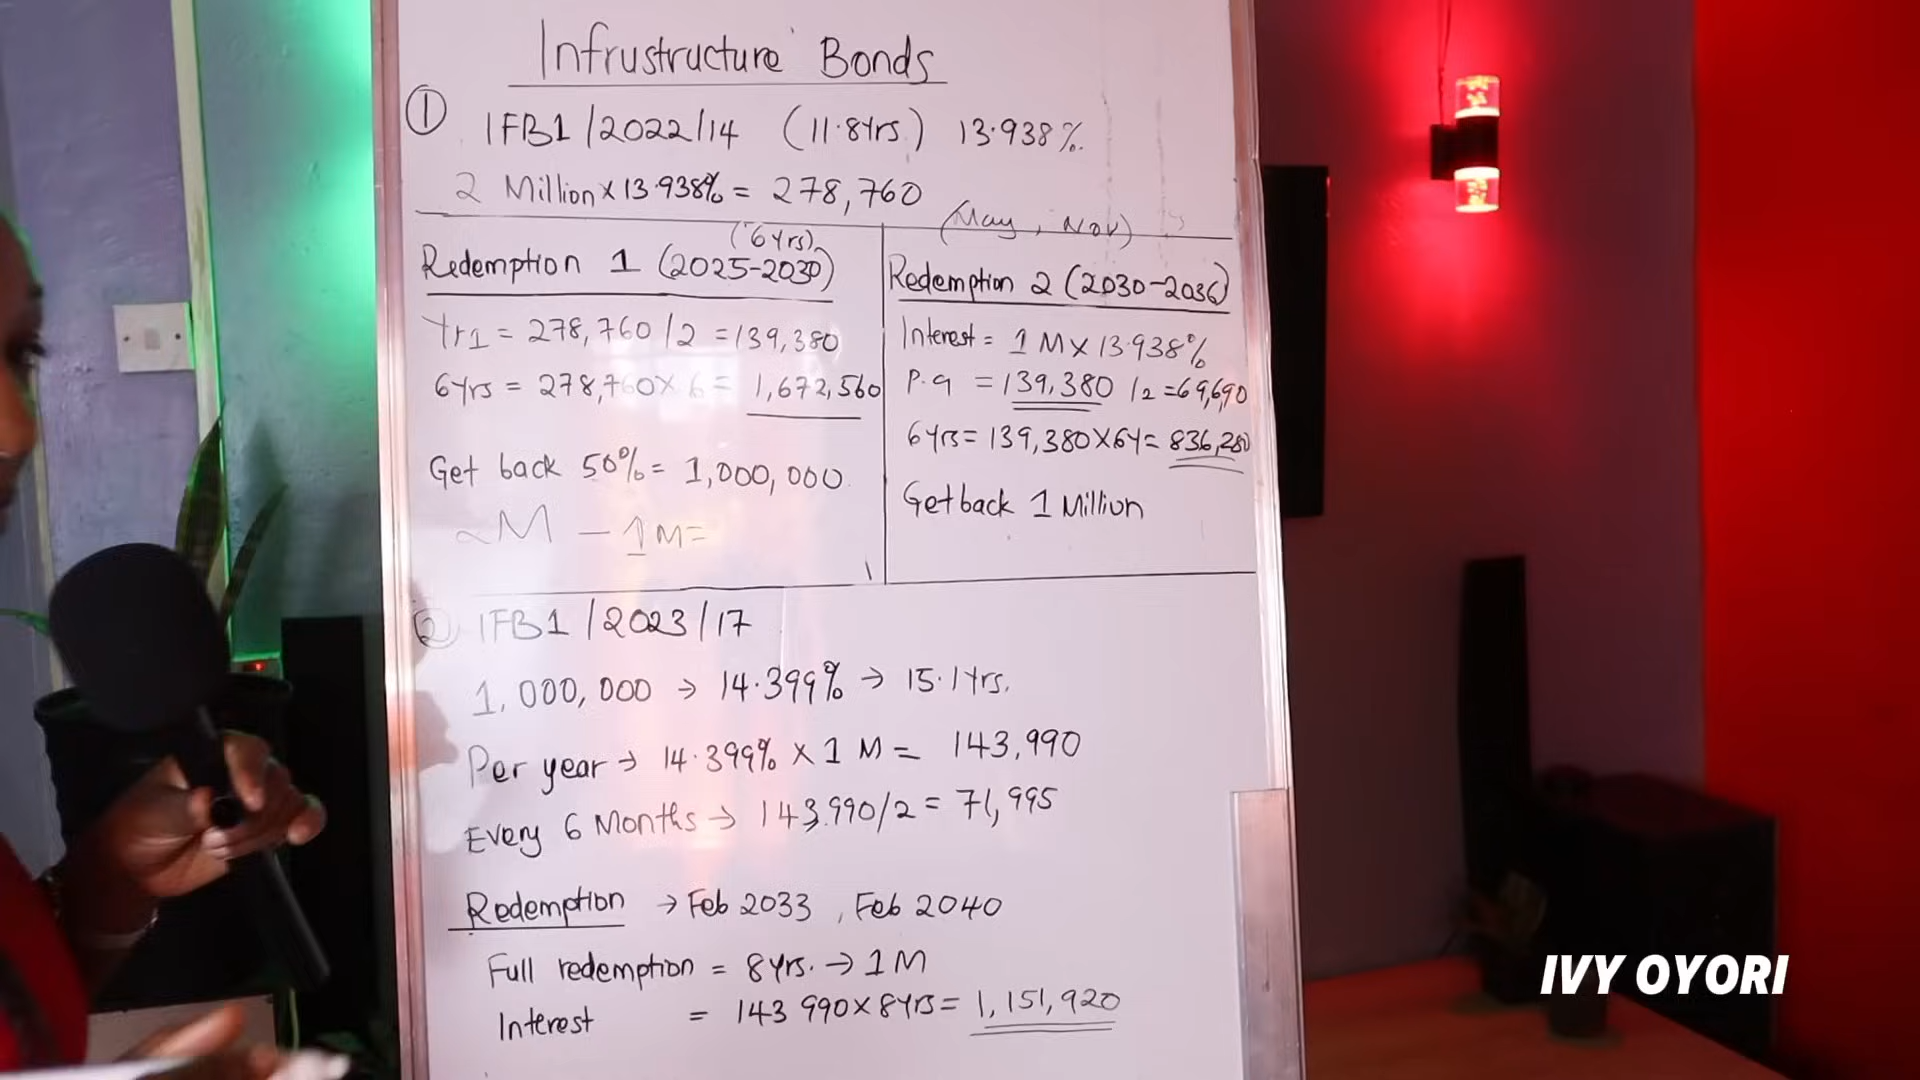 Infrustructure Bonds
① IFB1/2022/14 (11.8yrs.) 13.938%.
2 Million x 13.938% = 278,760
(May, Nov)
(6yrs)
Redemption 1 (2025-2030)
Yr1 = 278,760/2 = 139,380
6yrs = 278,760 x 6 = 1,672,560
Get back 50% = 1,000,000
2M - 1M=
Redemption 2 (2030-2036)
Interest = 1 M x 13.938%
P.a = 139,380 /2 = 69,690
6yrs = 139,380 x 6y = 836,280
Get back 1 Million
② IFB1/2023/17
1,000,000 → 14.399% → 15.1yrs.
Per year → 14.399% x 1 M = 143,990
Every 6 Months → 143.990/2 = 71,995
Redemption → Feb 2033, Feb 2040
Full redemption = 8yrs. → 1M
Interest = 143 990 x 8yrs = 1,151,920
IVY OYORI